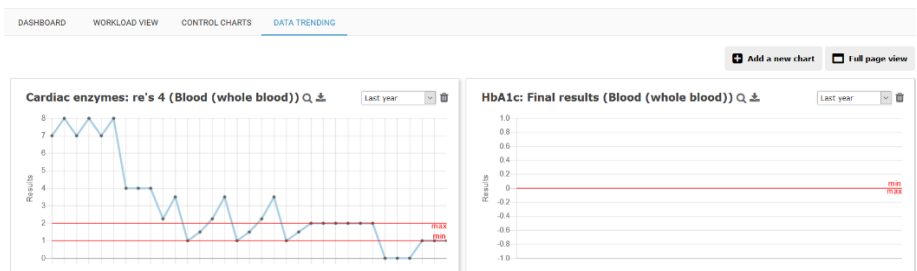 DASHBOARD WORKLOAD VIEW CONTROL CHARTS DATA TRENDING
Add a new chart Full page view
Cardiac enzymes: re's 4 (Blood (whole blood)) Last year
8
7
6
5
4
3
2
1
0
Results
max
min
HbA1c: Final results (Blood (whole blood)) Last year
1.0
0.8
0.6
0.4
0.2
0
-0.2
-0.4
-0.6
-0.8
-1.0
Results
min
max